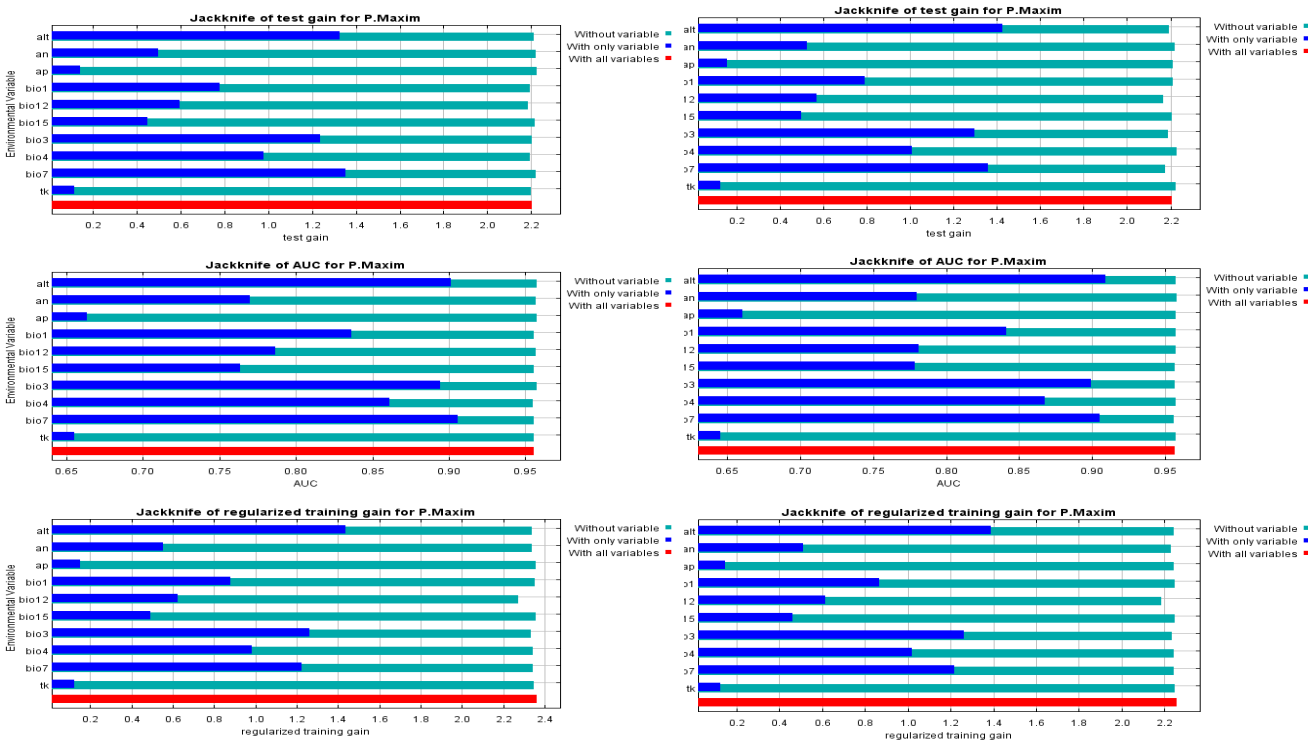 Jackknife of test gain for P.Maxim
Environmental Variable
alt
an
ap
bio1
bio12
bio15
bio3
bio4
bio7
tk
0.2 0.4 0.6 0.8 1.0 1.2 1.4 1.6 1.8 2.0 2.2
test gain
Without variable
With only variable
With all variables
Jackknife of test gain for P.Maxim
alt
an
ap
o1
12
15
o3
o4
o7
tk
0.2 0.4 0.6 0.8 1.0 1.2 1.4 1.6 1.8 2.0 2.2
test gain
Without variable
With only variable
With all variables
Jackknife of AUC for P.Maxim
Environmental Variable
alt
an
ap
bio1
bio12
bio15
bio3
bio4
bio7
tk
0.65 0.70 0.75 0.80 0.85 0.90 0.95
AUC
Without variable
With only variable
With all variables
Jackknife of AUC for P.Maxim
alt
an
ap
o1
12
15
o3
o4
o7
tk
0.65 0.70 0.75 0.80 0.85 0.90 0.95
AUC
Without variable
With only variable
With all variables
Jackknife of regularized training gain for P.Maxim
Environmental Variable
alt
an
ap
bio1
bio12
bio15
bio3
bio4
bio7
tk
0.2 0.4 0.6 0.8 1.0 1.2 1.4 1.6 1.8 2.0 2.2 2.4
regularized training gain
Without variable
With only variable
With all variables
Jackknife of regularized training gain for P.Maxim
alt
an
ap
o1
12
15
o3
o4
o7
tk
0.2 0.4 0.6 0.8 1.0 1.2 1.4 1.6 1.8 2.0 2.2
regularized training gain
Without variable
With only variable
With all variables